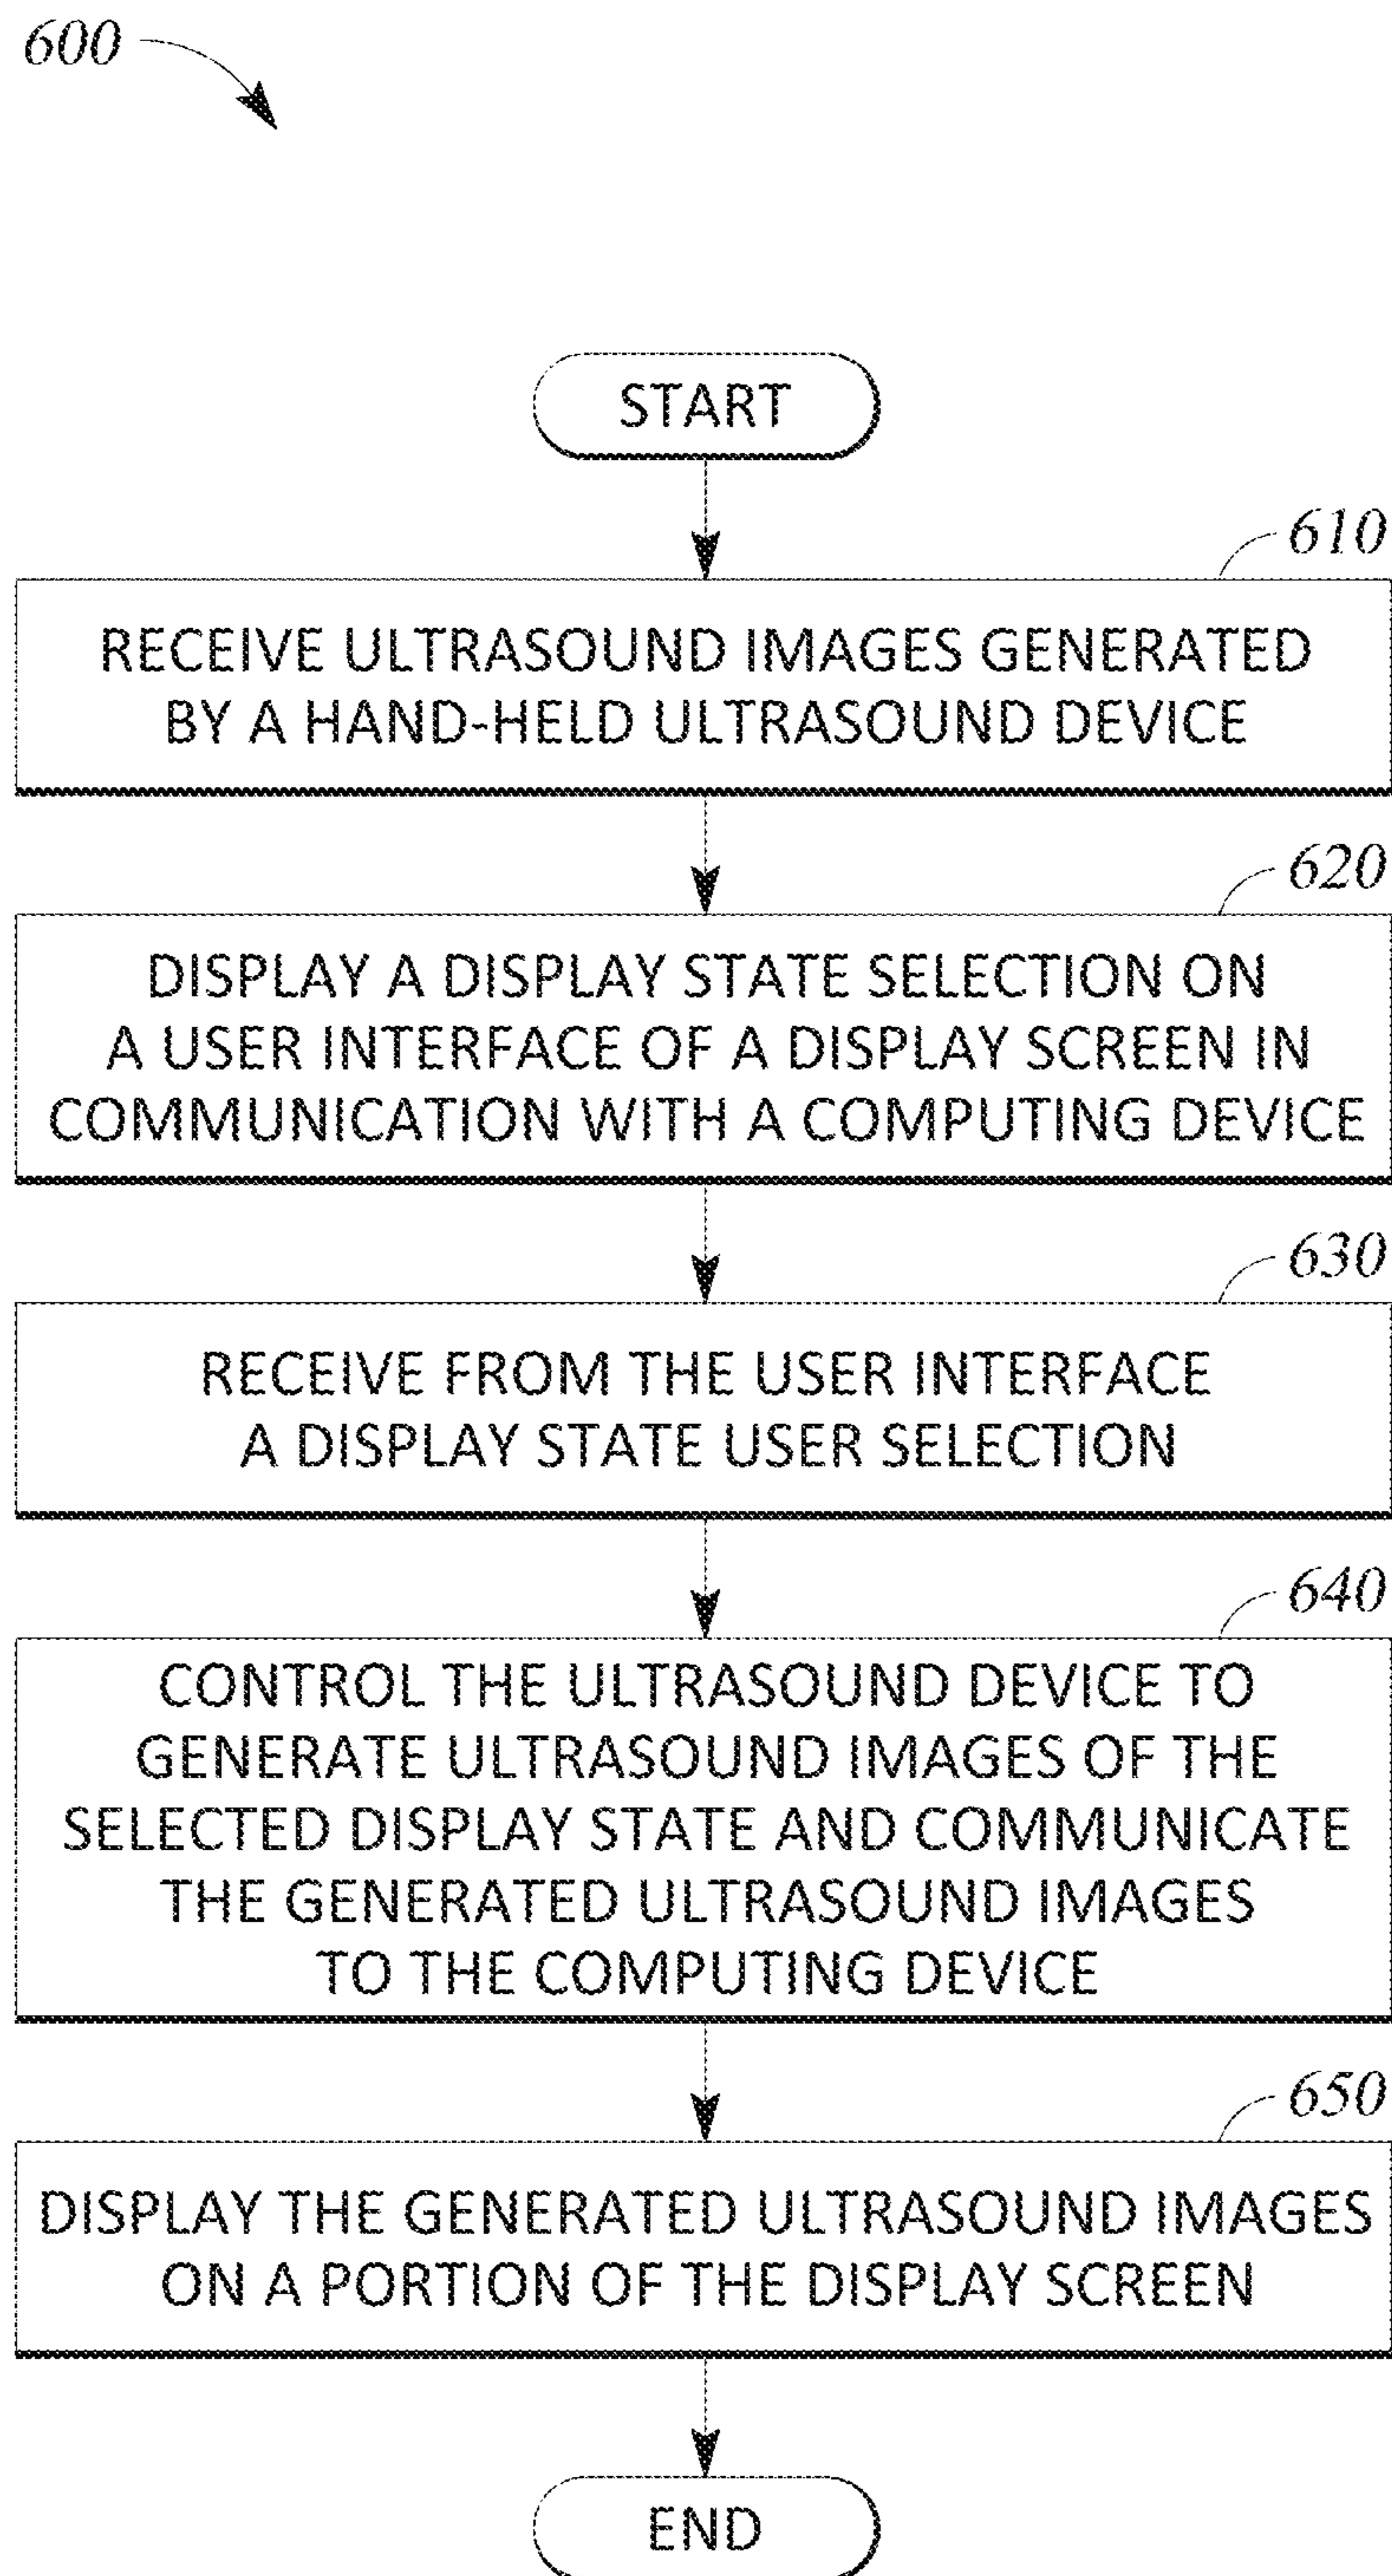 600
START
610
RECEIVE ULTRASOUND IMAGES GENERATED
BY A HAND-HELD ULTRASOUND DEVICE
620
DISPLAY A DISPLAY STATE SELECTION ON
A USER INTERFACE OF A DISPLAY SCREEN IN
COMMUNICATION WITH A COMPUTING DEVICE
630
RECEIVE FROM THE USER INTERFACE
A DISPLAY STATE USER SELECTION
640
CONTROL THE ULTRASOUND DEVICE TO
GENERATE ULTRASOUND IMAGES OF THE
SELECTED DISPLAY STATE AND COMMUNICATE
THE GENERATED ULTRASOUND IMAGES
TO THE COMPUTING DEVICE
650
DISPLAY THE GENERATED ULTRASOUND IMAGES
ON A PORTION OF THE DISPLAY SCREEN
END